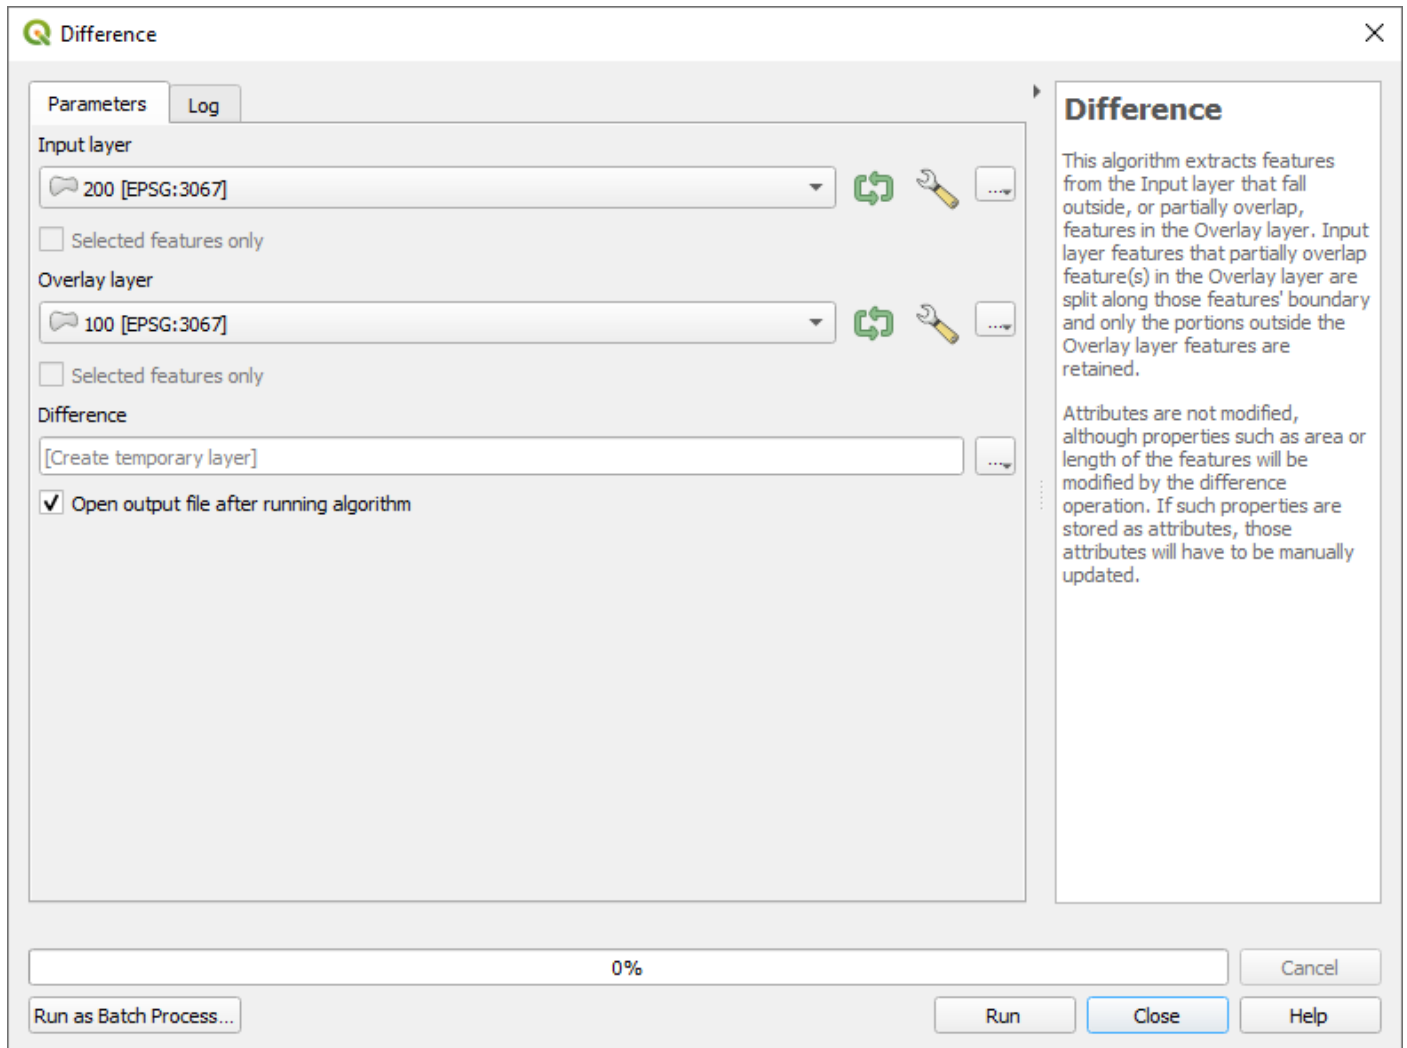 Difference
Parameters
Log
Input layer
200 [EPSG:3067]
...
Selected features only
Overlay layer
100 [EPSG:3067]
...
Selected features only
Difference
[Create temporary layer]
...
Open output file after running algorithm
Difference
This algorithm extracts features
from the Input layer that fall
outside, or partially overlap,
features in the Overlay layer. Input
layer features that partially overlap
feature(s) in the Overlay layer are
split along those features' boundary
and only the portions outside the
Overlay layer features are
retained.
Attributes are not modified,
although properties such as area or
length of the features will be
modified by the difference
operation. If such properties are
stored as attributes, those
attributes will have to be manually
updated.
0%
Cancel
Run as Batch Process...
Run
Close
Help